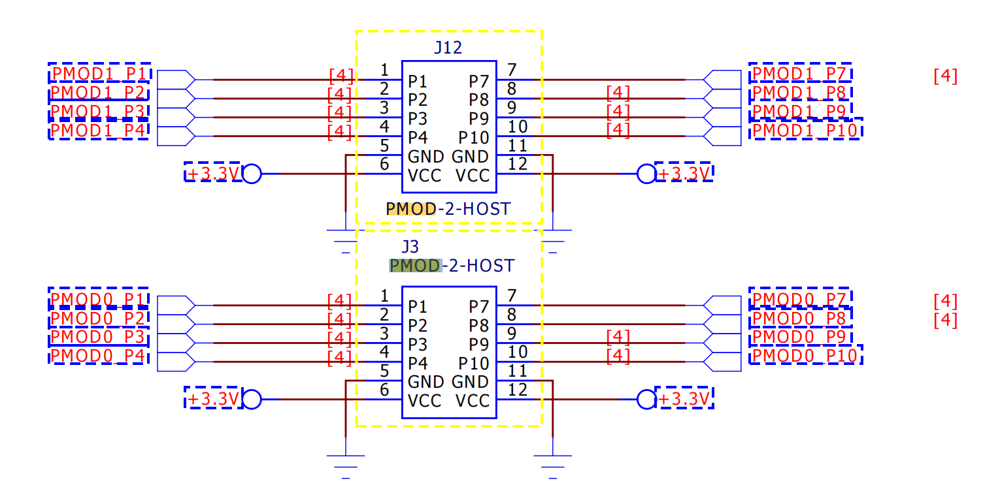 J12
PMOD1_P1 [4] 1 P1 P7 7 PMOD1_P7 [4]
PMOD1_P2 [4] 2 P2 P8 8 [4] PMOD1_P8
PMOD1_P3 [4] 3 P3 P9 9 [4] PMOD1_P9
PMOD1_P4 [4] 4 P4 P10 10 [4] PMOD1_P10
5 GND GND 11
+3.3V 6 VCC VCC 12 +3.3V
PMOD-2-HOST
J3
PMOD-2-HOST
PMOD0_P1 [4] 1 P1 P7 7 PMOD0_P7 [4]
PMOD0_P2 [4] 2 P2 P8 8 PMOD0_P8 [4]
PMOD0_P3 [4] 3 P3 P9 9 [4] PMOD0_P9
PMOD0_P4 [4] 4 P4 P10 10 [4] PMOD0_P10
5 GND GND 11
+3.3V 6 VCC VCC 12 +3.3V